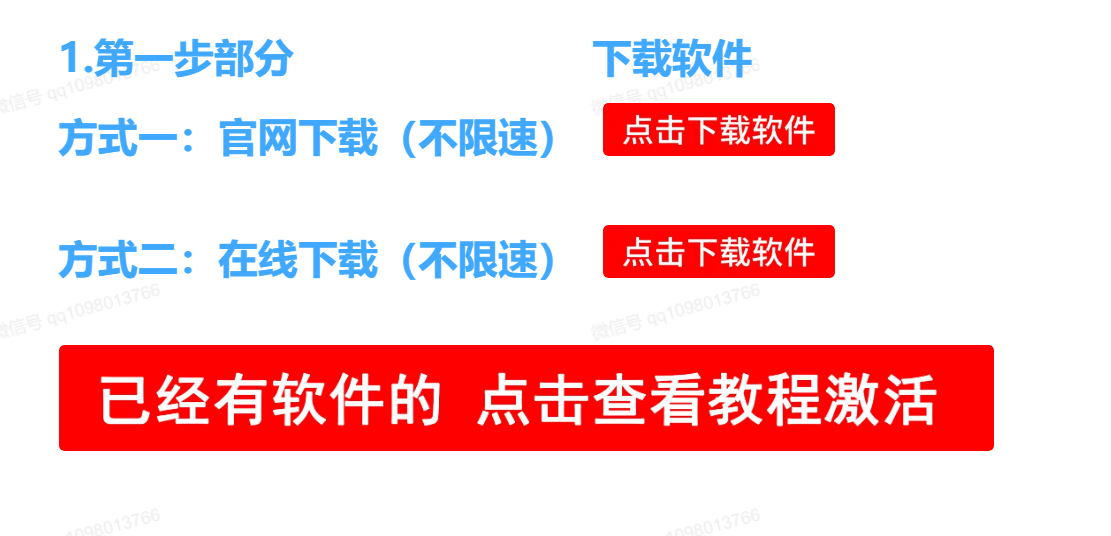 1.第一步部分 下载软件
微信号 qq1098013766 微信号 qq1098013766
方式一：官网下载（不限速） 点击下载软件
方式二：在线下载（不限速） 点击下载软件
微信号 qq1098013766 微信号 qq1098013766
已经有软件的 点击查看教程激活
1098013766 1098013766